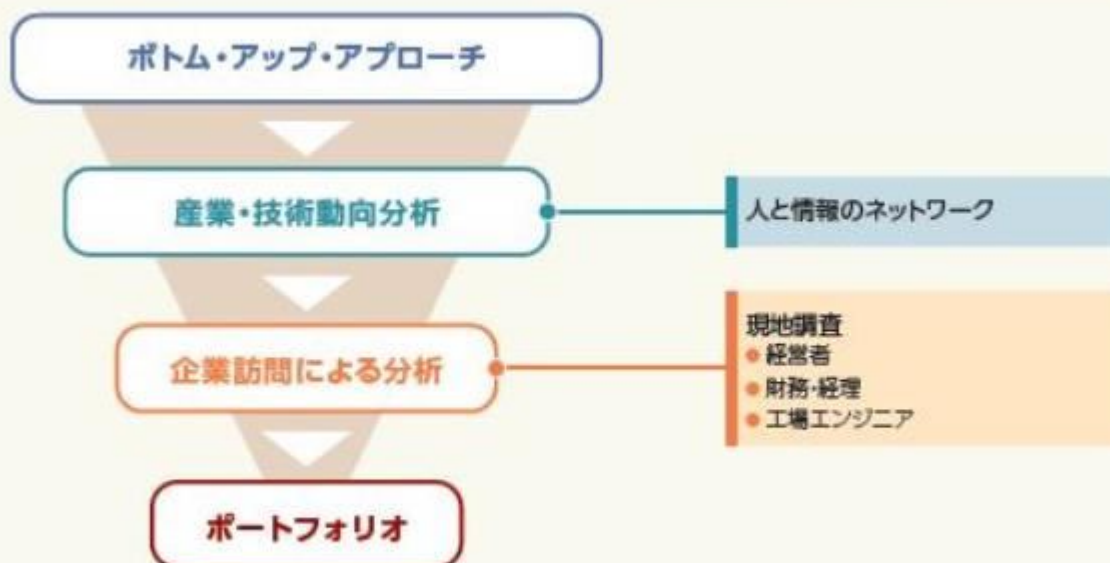 ボトム・アップ・アプローチ
産業・技術動向分析
人と情報のネットワーク
企業訪問による分析
現地調査
● 経営者
● 財務・経理
● 工場エンジニア
ポートフォリオ